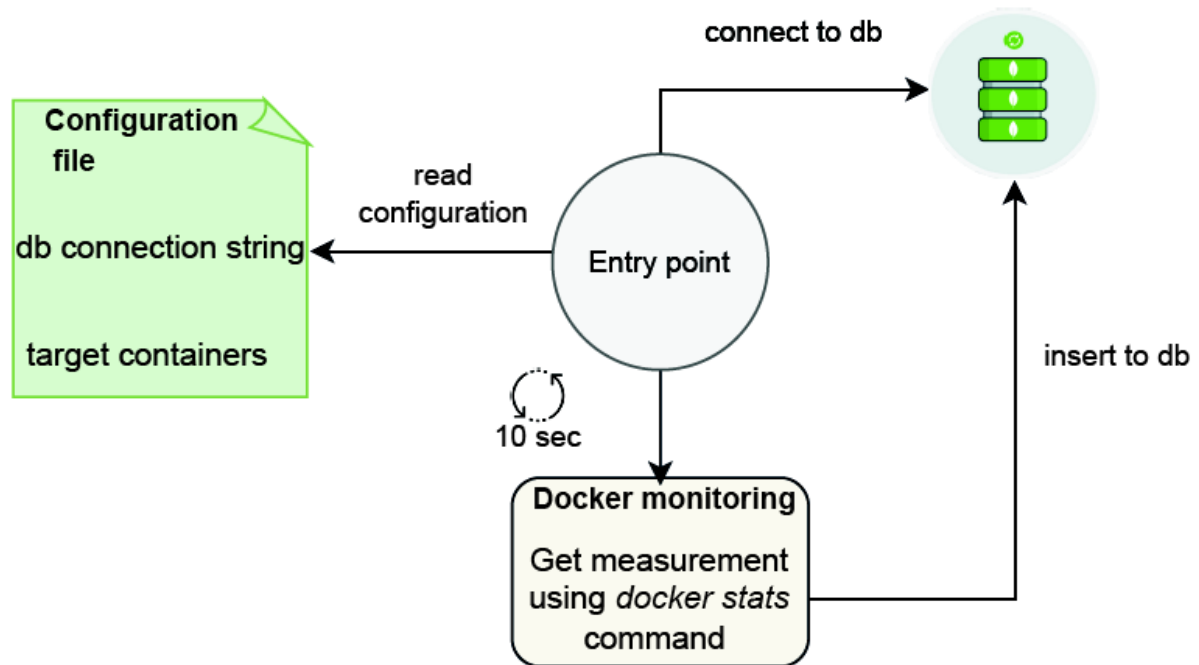 connect to db
Configuration
file
db connection string
target containers
read
configuration
Entry point
insert to db
10 sec
Docker monitoring
Get measurement
using docker stats
command